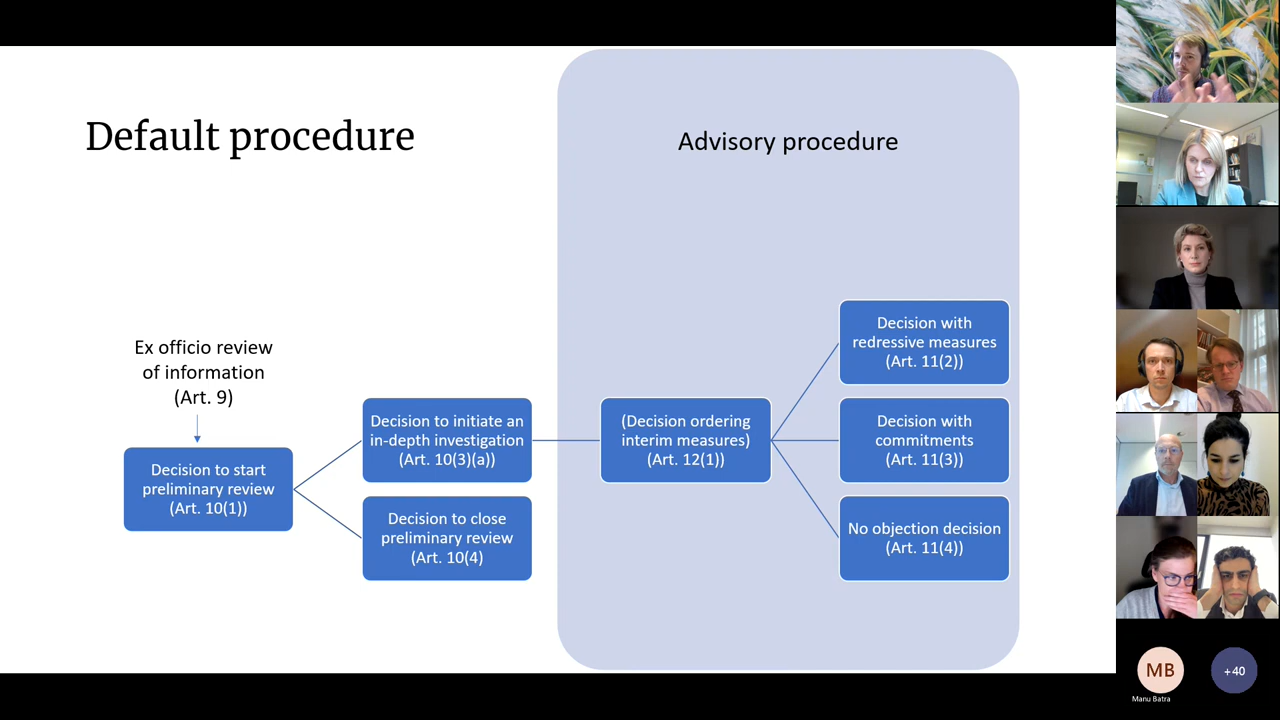 Default procedure
Advisory procedure
Ex officio review
of information
(Art. 9)
Decision to start
preliminary review
(Art. 10(1))
Decision to initiate an
in-depth investigation
(Art. 10(3)(a))
Decision to close
preliminary review
(Art. 10(4)
(Decision ordering
interim measures)
(Art. 12(1))
Decision with
redressive measures
(Art. 11(2))
Decision with
commitments
(Art. 11(3))
No objection decision
(Art. 11(4))
MB
Manu Batra
+40